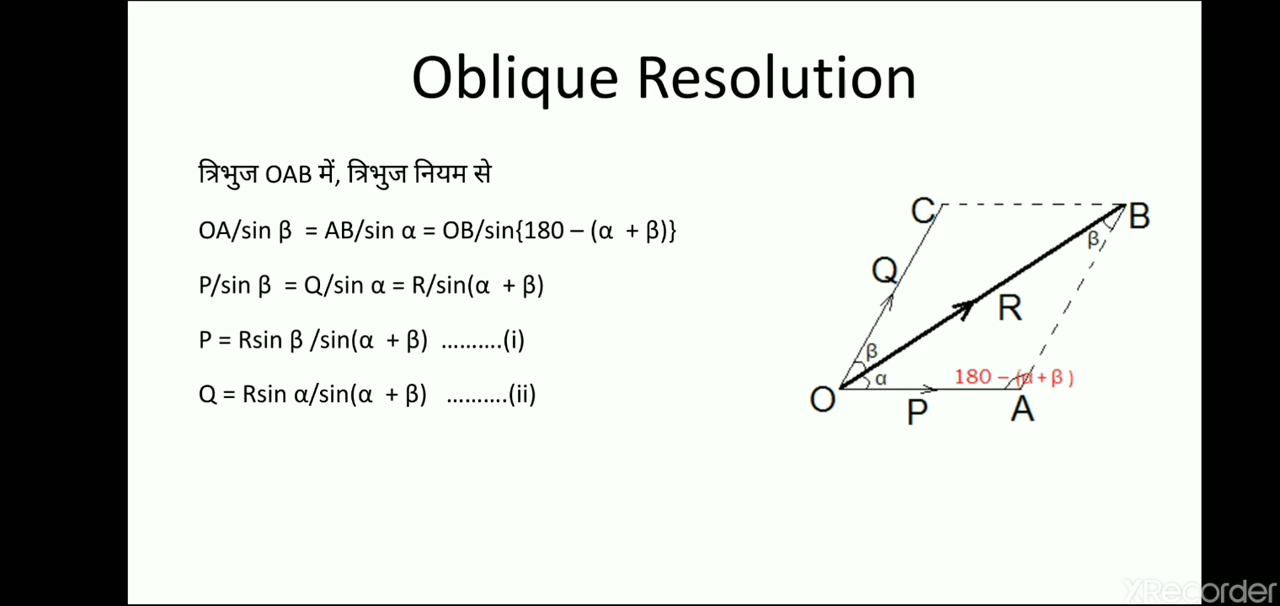 Oblique Resolution
त्रिभुज OAB में, त्रिभुज नियम से
OA/sin β = AB/sin α = OB/sin{180 – (α + β)}
P/sin β = Q/sin α = R/sin(α + β)
P = Rsin β /sin(α + β) ..........(i)
Q = Rsin α/sin(α + β) ..........(ii)
C
B
β
Q
R
β
α
180 – (α + β )
O
P
A
XRecorder